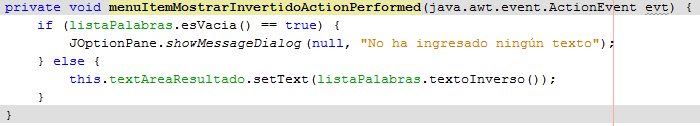 private void menuItemMostrarInvertidoActionPerformed(java.awt.event.ActionEvent evt) {
    if (listaPalabras.esVacia() == true) {
        JOptionPane.showMessageDialog(null, "No ha ingresado ningún texto");
    } else {
        this.textAreaResultado.setText(listaPalabras.textoInverso());
    }
}